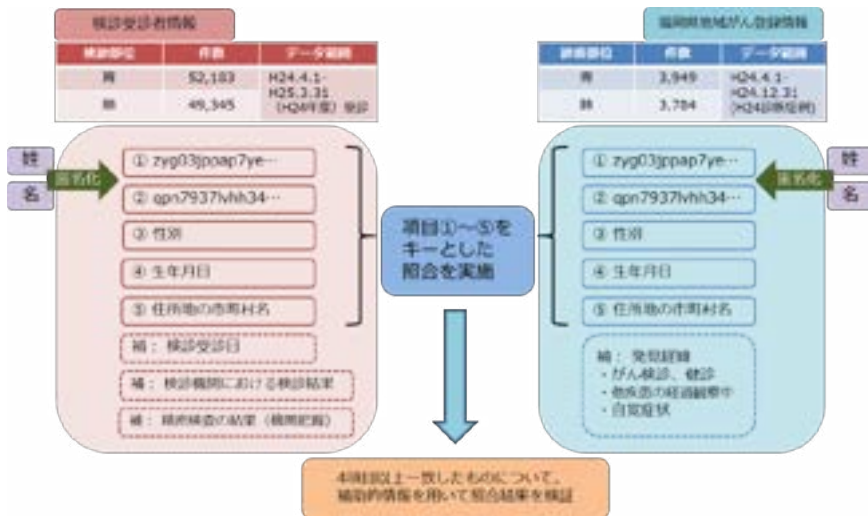 検診受診者情報
検診部位 件数 データ範囲
胃 52,183 H24.4.1-
H25.3.31
(H24年度)受診
肺 49,345
姓
名
匿名化
① zyg03jppap7ye…
② qpn7937lvhh34…
③ 性別
④ 生年月日
⑤ 住所地の市町村名
補： 検診受診日
補： 検診機関における検診結果
補： 精密検査の結果（機関把握）
項目①～⑤を
キーとした
照合を実施
福岡県地域がん登録情報
診断部位 件数 データ範囲
胃 3,949 H24.4.1-
H24.12.31
(H24診断症例)
肺 3,784
姓
名
匿名化
① zyg03jppap7ye…
② qpn7937lvhh34…
③ 性別
④ 生年月日
⑤ 住所地の市町村名
補： 発見経緯
・がん検診、健診
・他疾患の経過観察中
・自覚症状
4項目以上一致したものについて、
補助的情報を用いて照合結果を検証